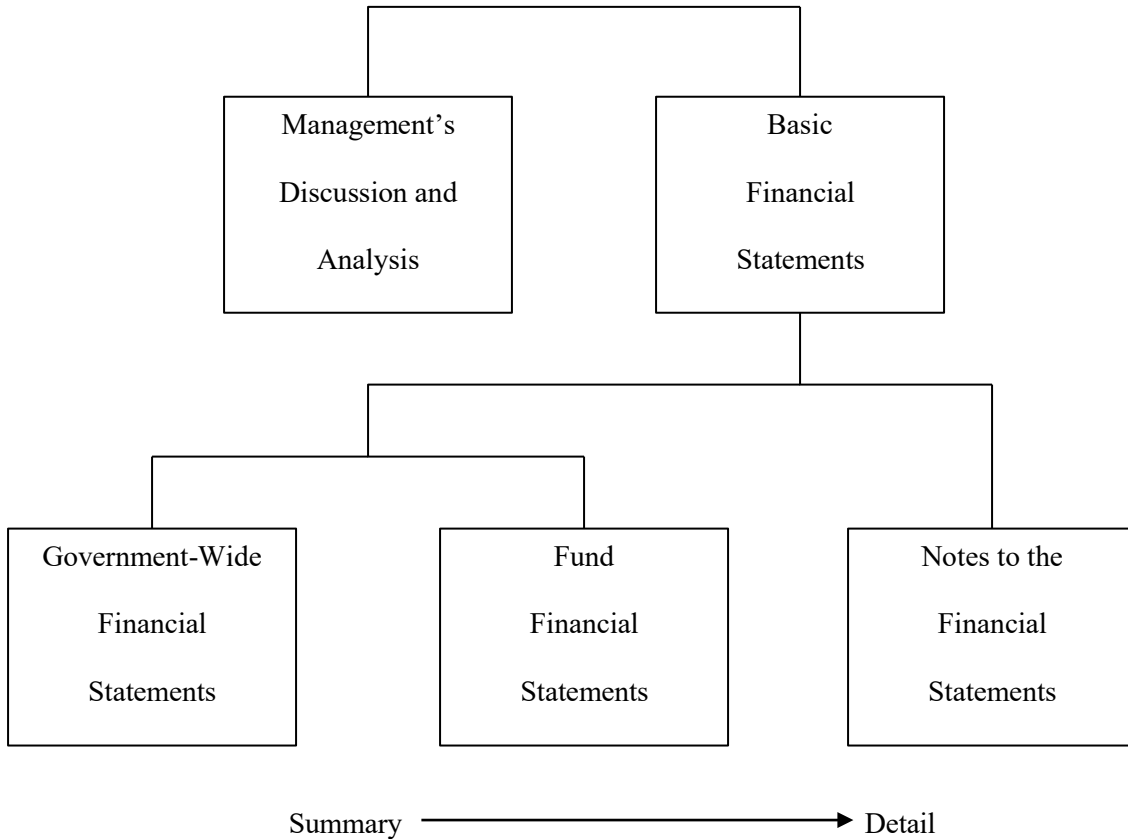 Management’s
Discussion and
Analysis
Basic
Financial
Statements
Government-Wide
Financial
Statements
Fund
Financial
Statements
Notes to the
Financial
Statements
Summary
Detail